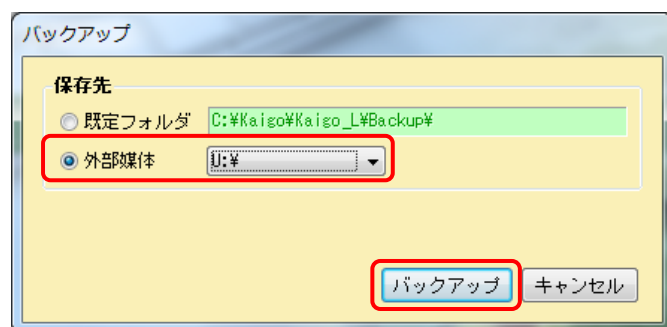 バックアップ
保存先
既定フォルダ C:¥Kaigo¥Kaigo_L¥Backup¥
外部媒体 U:¥
バックアップ キャンセル